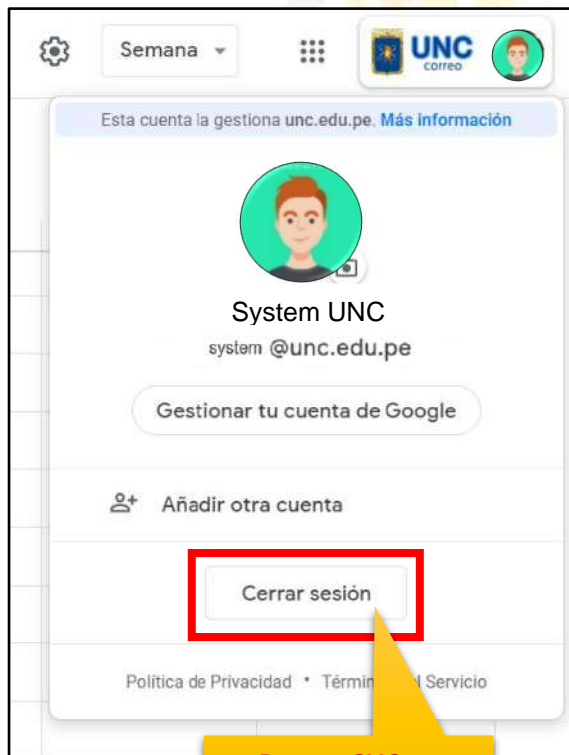 Semana
UNC
correo
Esta cuenta la gestiona unc.edu.pe. Más información
System UNC
system @unc.edu.pe
Gestionar tu cuenta de Google
Añadir otra cuenta
Cerrar sesión
Política de Privacidad • Términ l Servicio